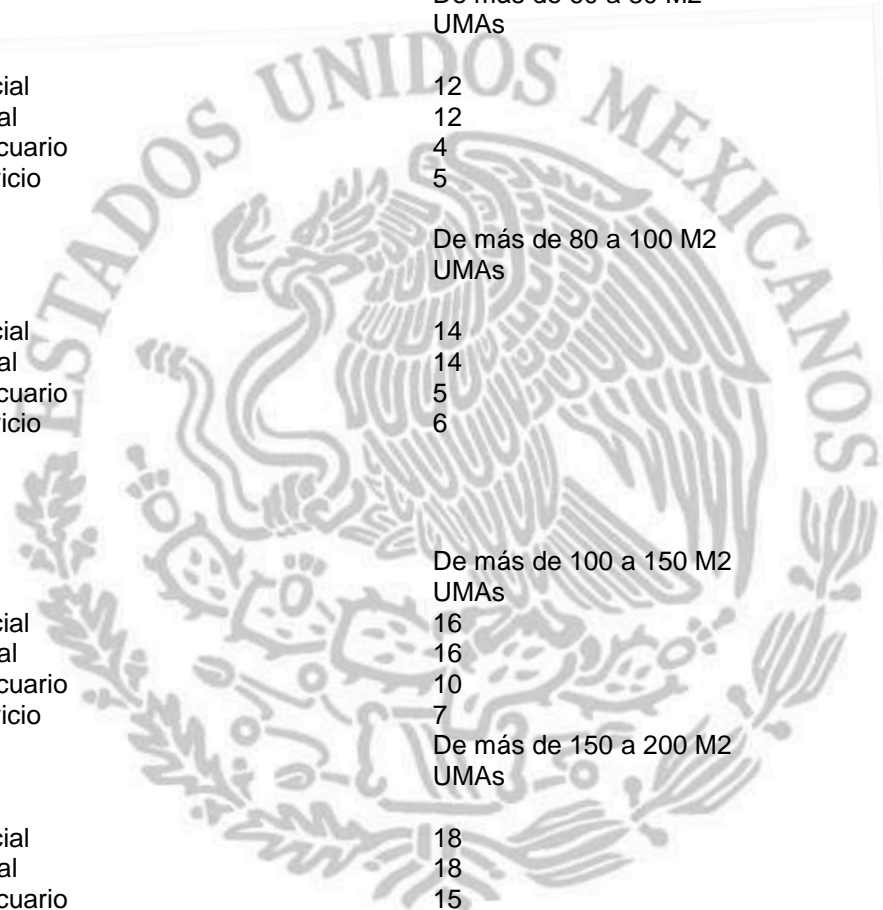 UMAs
ESTADOS UNIDOS MEXICANOS
cial 12
al 12
cuario 4
icio 5
De más de 80 a 100 M2
UMAs
cial 14
al 14
cuario 5
vicio 6
De más de 100 a 150 M2
UMAs
cial 16
al 16
cuario 10
icio 7
De más de 150 a 200 M2
UMAs
cial 18
al 18
cuario 15